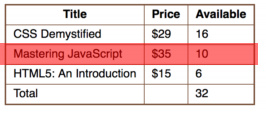 Title Price Available
CSS Demystified $29 16
Mastering JavaScript $35 10
HTML5: An Introduction $15 6
Total 32